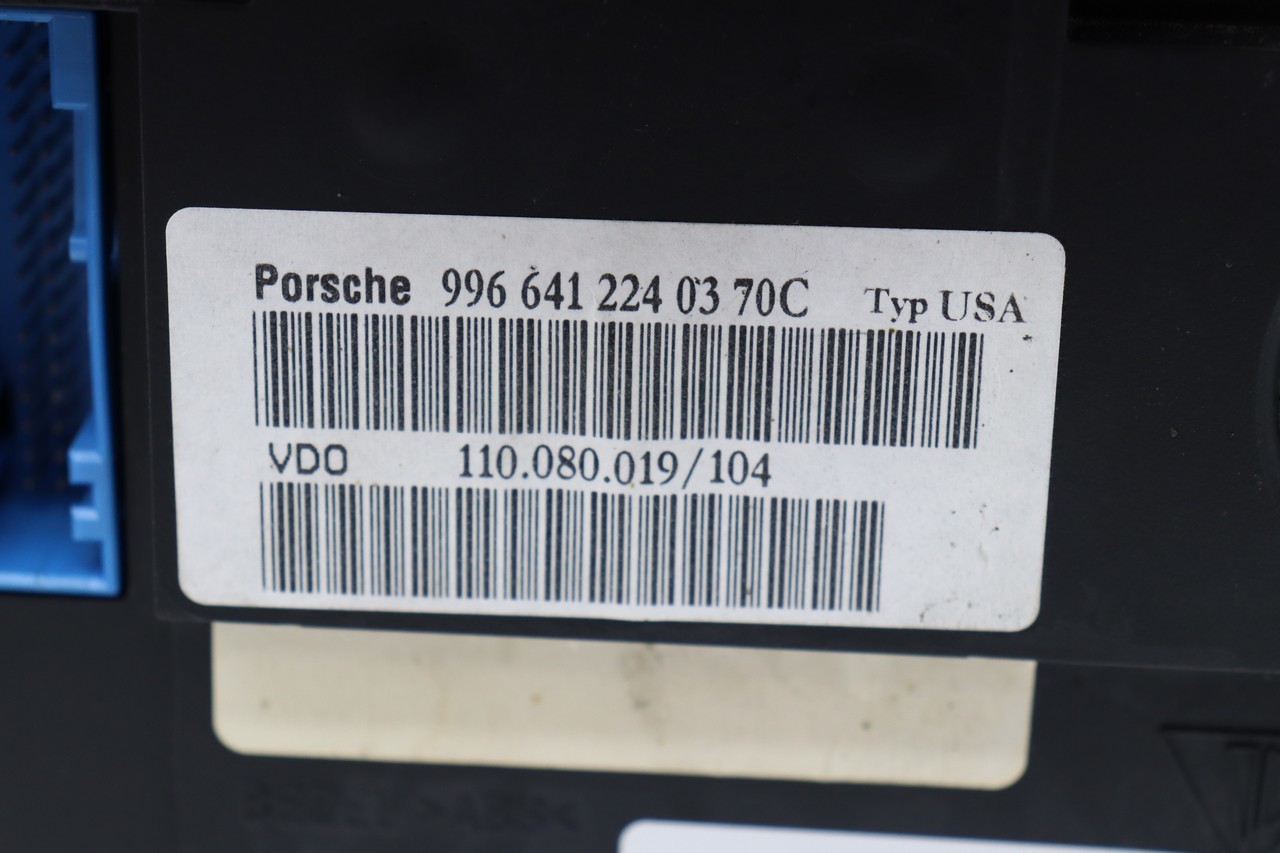 Porsche 996 641 224 03 70C Typ USA
VDO 110.080.019/104